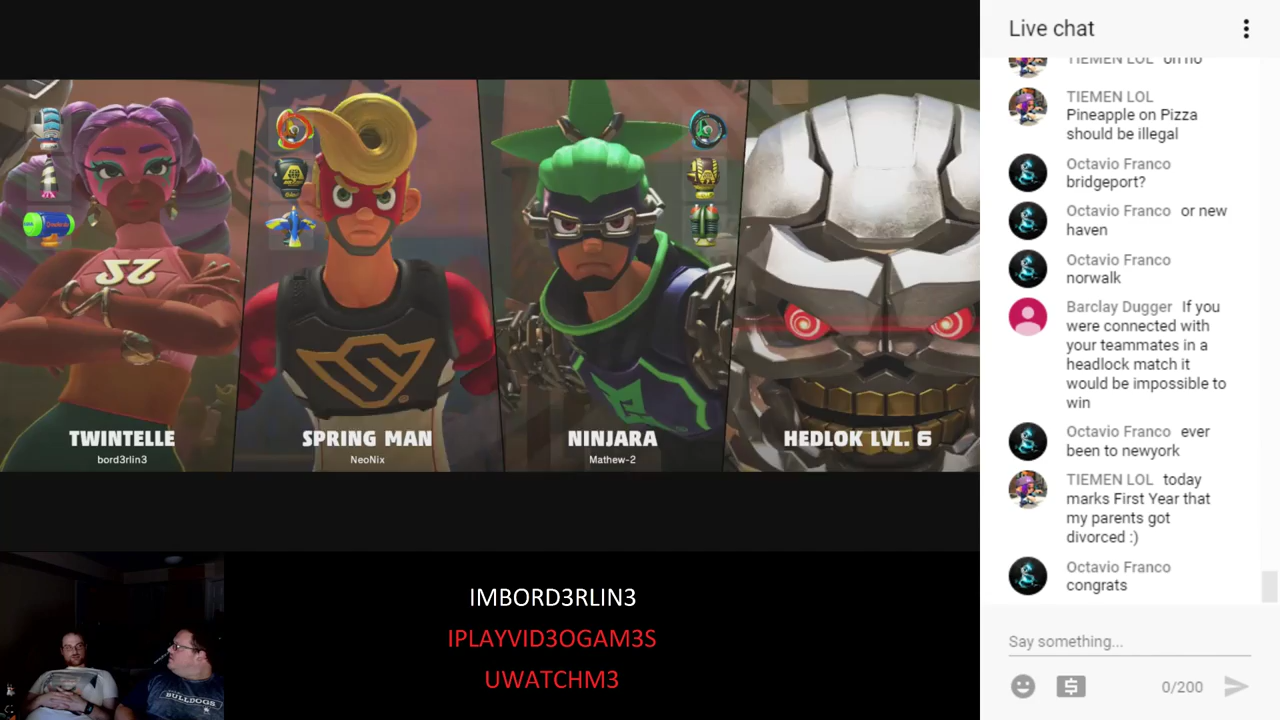 Live chat
TIEMEN LOL
TIEMEN LOL
Pineapple on Pizza
should be illegal
Octavio Franco
bridgeport?
Octavio Franco or new
haven
Octavio Franco
norwalk
Barclay Dugger If you
were connected with
your teammates in a
headlock match it
would be impossible to
win
Octavio Franco ever
been to newyork
TIEMEN LOL today
marks First Year that
my parents got
divorced :)
Octavio Franco
congrats
Say something...
0/200
TWINTELLE
bord3rlin3
SPRING MAN
NeoNix
NINJARA
Mathew-2
HEDLOK LVL. 6
IMBORD3RLIN3
IPLAYVID3OGAM3S
UWATCHM3
BULLDOGS